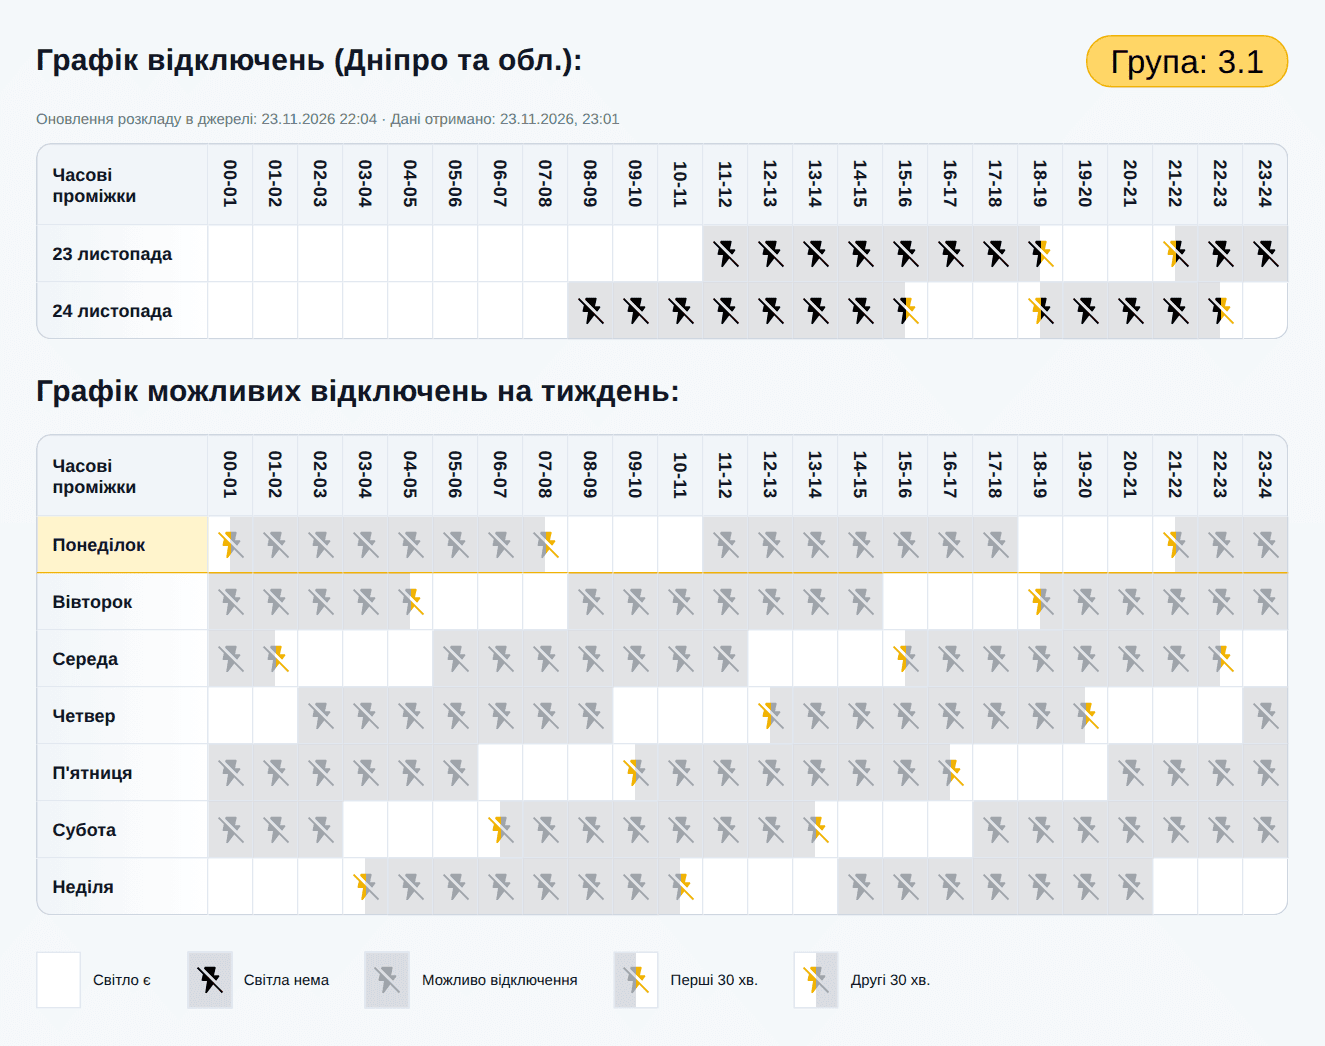 Графік відключень (Дніпро та обл.):
Група: 3.1
Оновлення розкладу в джерелі: 23.11.2026 22:04 · Дані отримано: 23.11.2026, 23:01
Часові проміжки 00-01 01-02 02-03 03-04 04-05 05-06 06-07 07-08 08-09 09-10 10-11 11-12 12-13 13-14 14-15 15-16 16-17 17-18 18-19 19-20 20-21 21-22 22-23 23-24
23 листопада
24 листопада
Графік можливих відключень на тиждень:
Часові проміжки 00-01 01-02 02-03 03-04 04-05 05-06 06-07 07-08 08-09 09-10 10-11 11-12 12-13 13-14 14-15 15-16 16-17 17-18 18-19 19-20 20-21 21-22 22-23 23-24
Понеділок
Вівторок
Середа
Четвер
П'ятниця
Субота
Неділя
Світло є Світла нема Можливо відключення Перші 30 хв. Другі 30 хв.